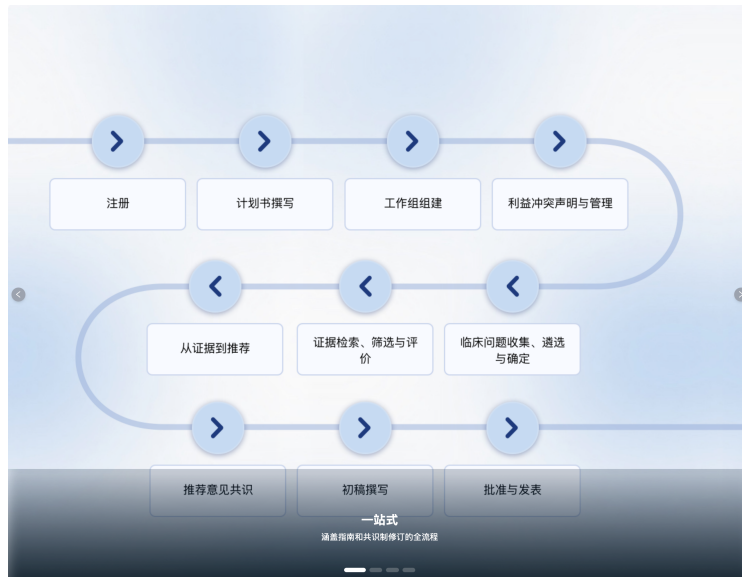 注册
计划书撰写
工作组组建
利益冲突声明与管理
临床问题收集、遴选
与确定
证据检索、筛选与评
价
从证据到推荐
推荐意见共识
初稿撰写
批准与发表
一站式
涵盖指南和共识制修订的全流程